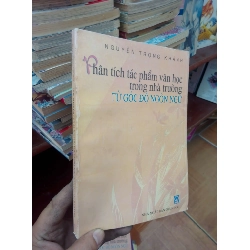 NGUYỄN TRỌNG KHÁNH
Phân tích tác phẩm văn học
trong nhà trường
TỪ GÓC ĐỘ NGÔN NGỮ